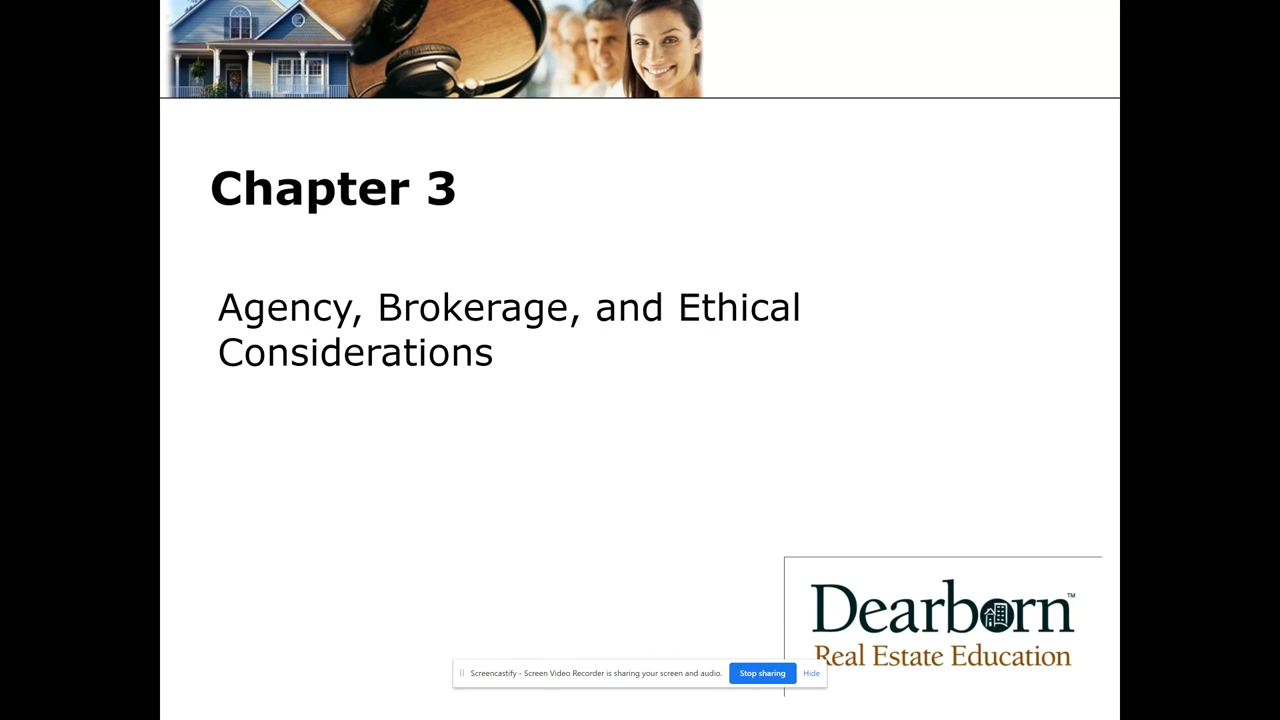 Chapter 3
Agency, Brokerage, and Ethical
Considerations
Dearborn™
Real Estate Education
Screencastify - Screen Video Recorder is sharing your screen and audio. Stop sharing Hide